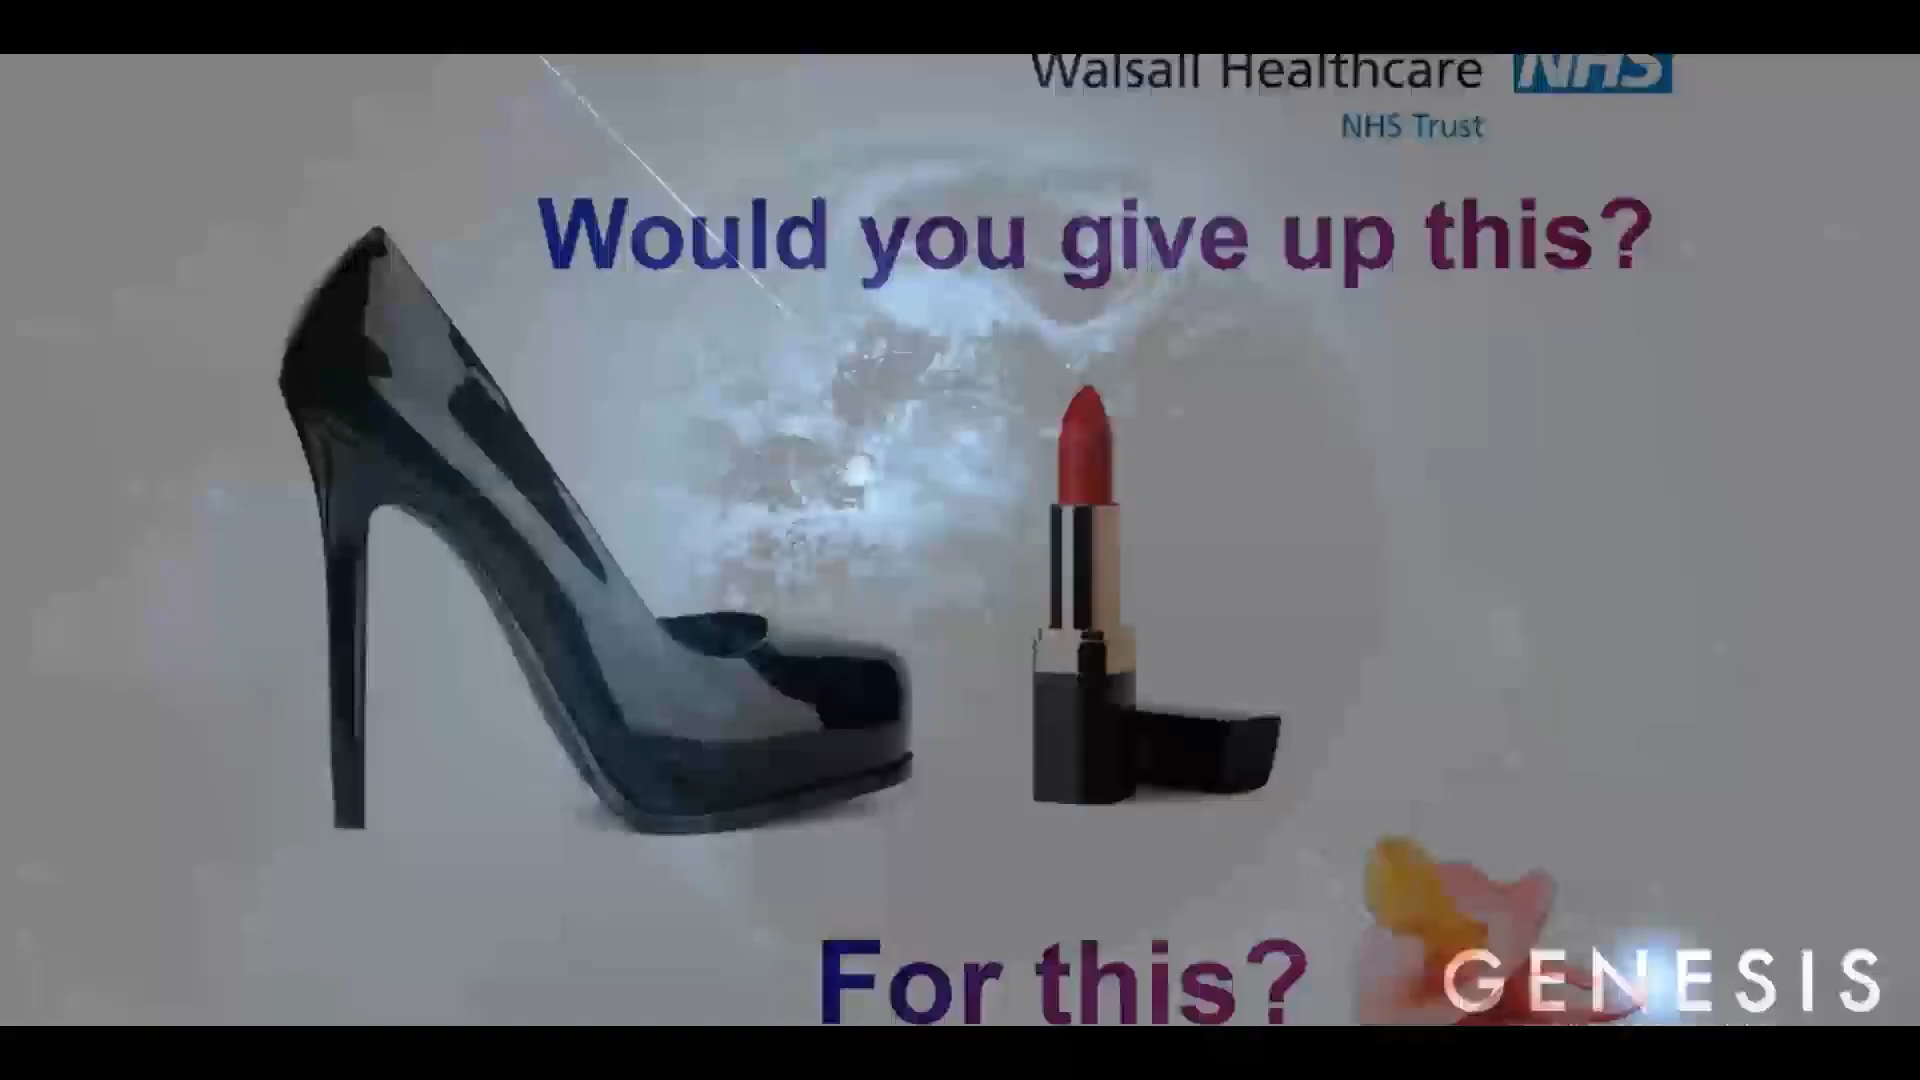 Walsall Healthcare NHS
NHS Trust
Would you give up this?
For this?
GENESIS